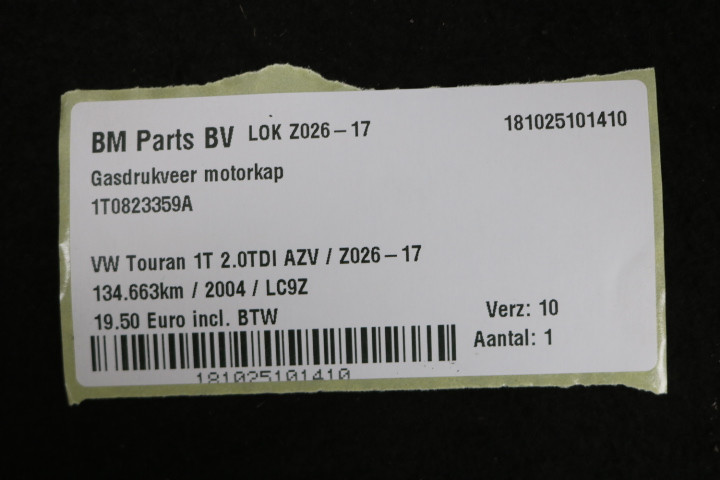 BM Parts BV LOK Z026-17 181025101410
Gasdrukveer motorkap
1T0823359A
VW Touran 1T 2.0TDI AZV / Z026-17
134.663km / 2004 / LC9Z
19.50 Euro incl. BTW Verz: 10
Aantal: 1
181025101410